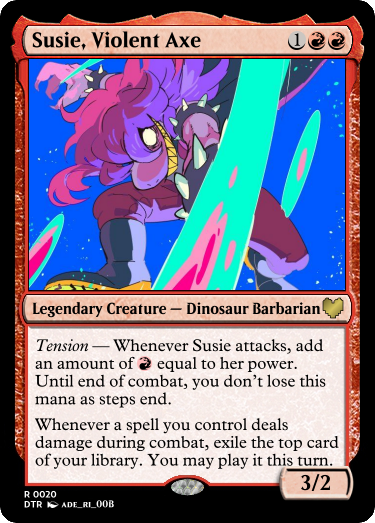 Susie, Violent Axe 1
Legendary Creature — Dinosaur Barbarian
Tension — Whenever Susie attacks, add
an amount of equal to her power.
Until end of combat, you don't lose this
mana as steps end.
Whenever a spell you control deals
damage during combat, exile the top card
of your library. You may play it this turn.
3/2
R 0020
DTR ADE_RI_00B